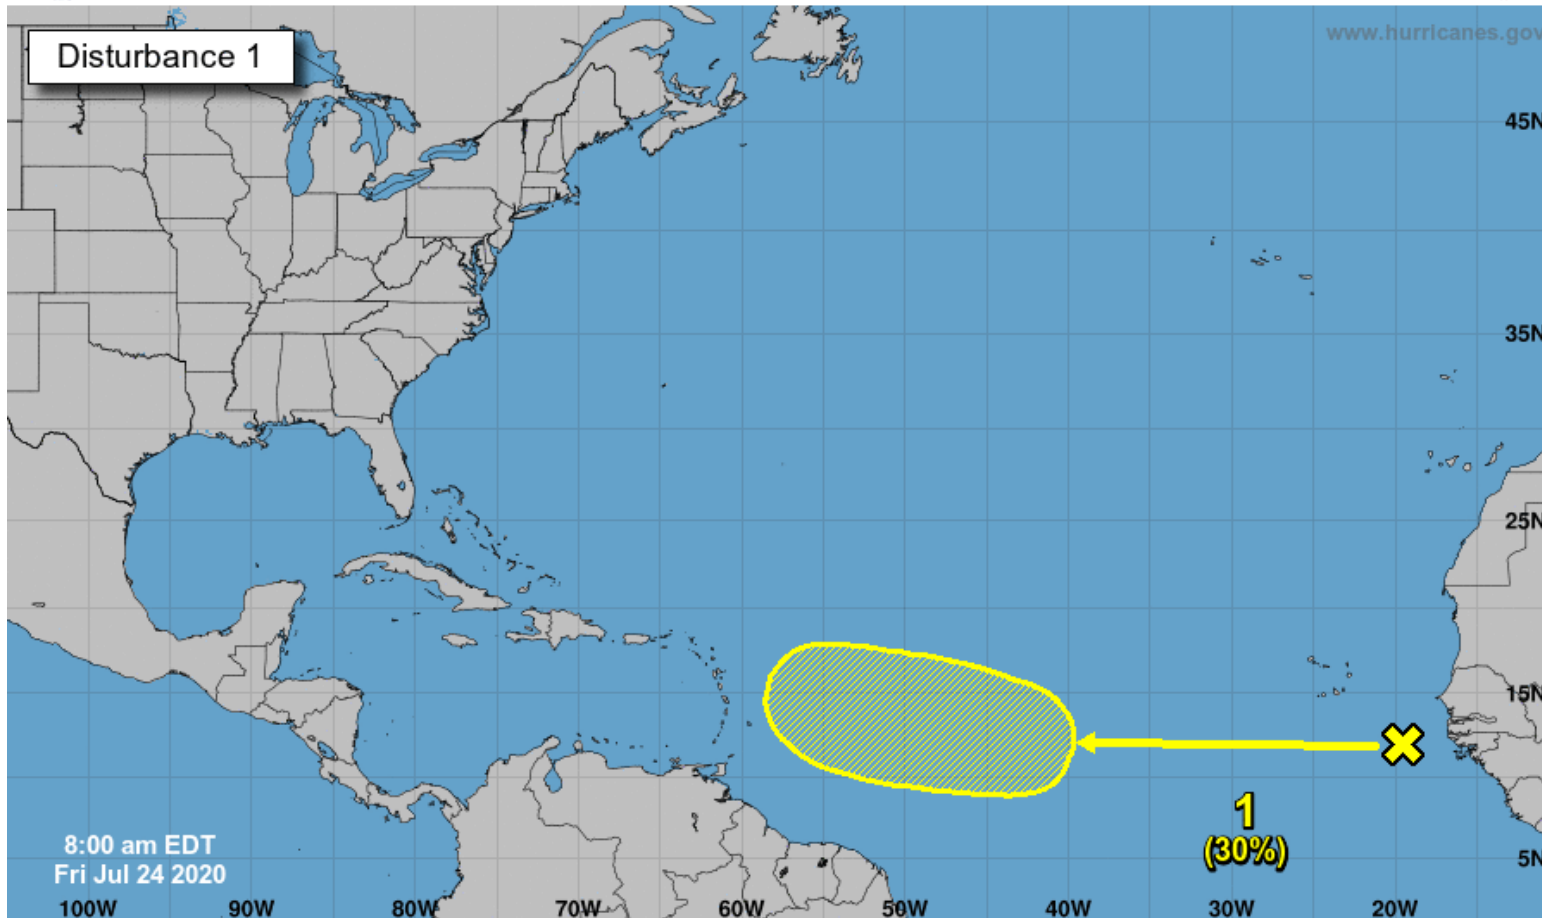 Disturbance 1
www.hurricanes.gov
45N
35N
25N
15N
1
(30%)
8:00 am EDT
Fri Jul 24 2020
5N
100W 90W 80W 70W 60W 50W 40W 30W 20W